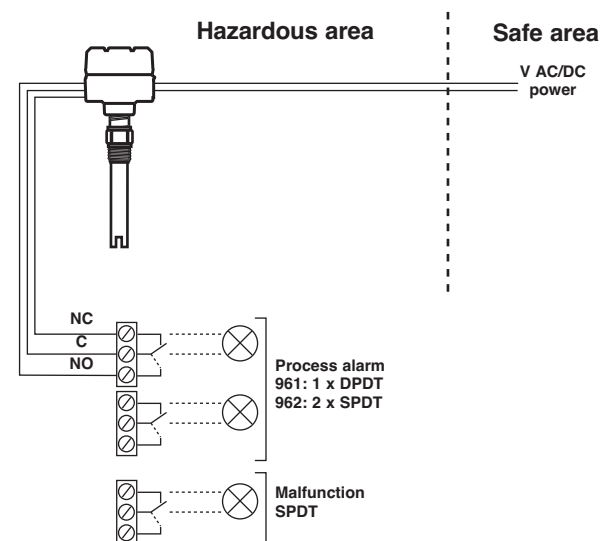 Hazardous area
Safe area
V AC/DC
power
NC
C
NO
Process alarm
961: 1 x DPDT
962: 2 x SPDT
Malfunction
SPDT